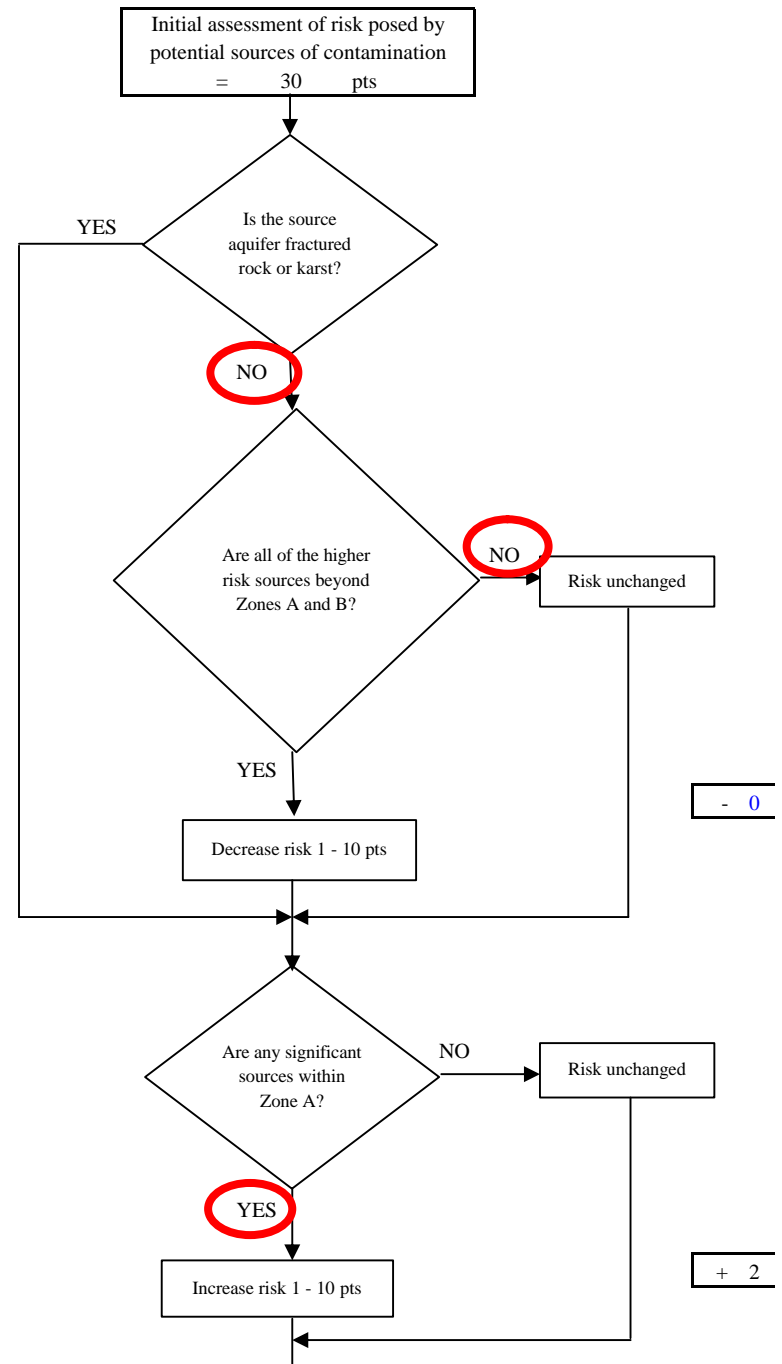 Initial assessment of risk posed by
potential sources of contamination
= 30 pts
YES
Is the source
aquifer fractured
rock or karst?
NO
Are all of the higher
risk sources beyond
Zones A and B?
NO
Risk unchanged
YES
- 0
Decrease risk 1 - 10 pts
Are any significant
sources within
Zone A?
NO
Risk unchanged
YES
+ 2
Increase risk 1 - 10 pts